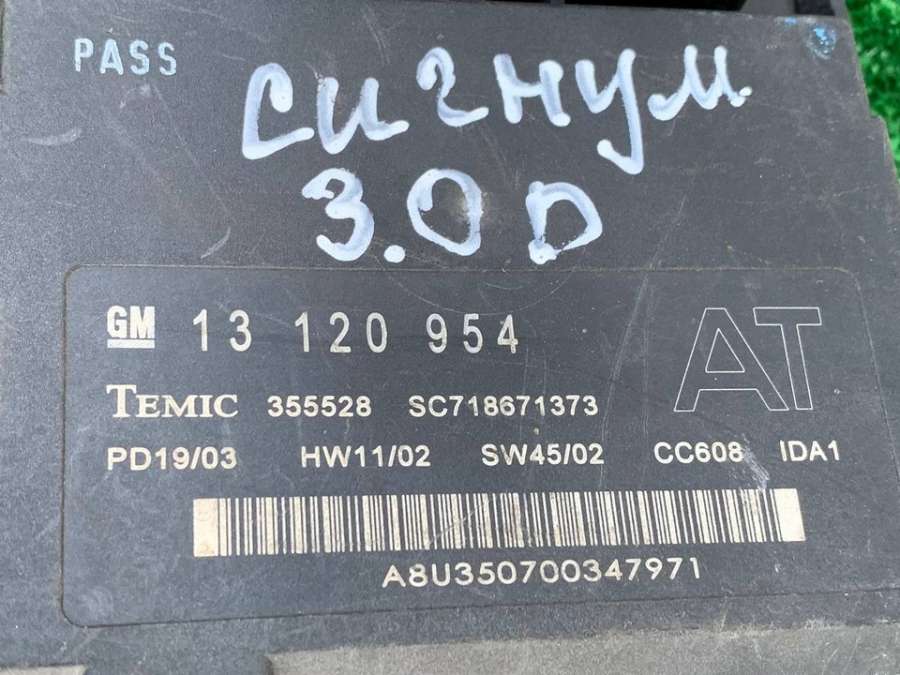 PASS
сигнум
3.0D
GM 13 120 954
AT
TEMIC 355528 SC718671373
PD19/03 HW11/02 SW45/02 CC608 IDA1
A8U350700347971